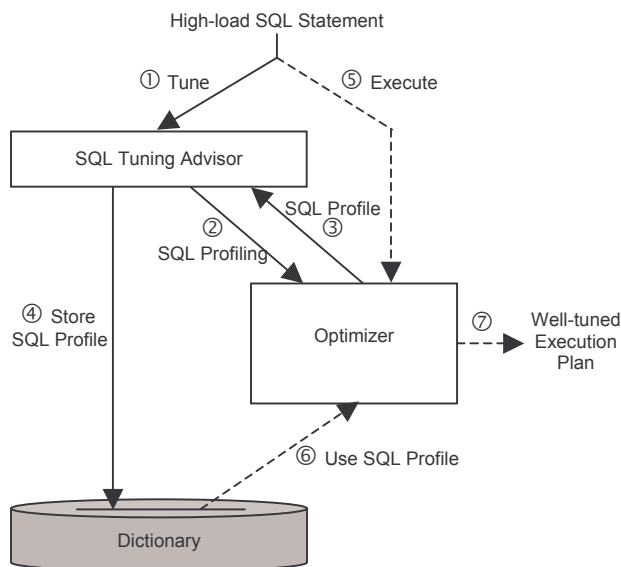 High-load SQL Statement
① Tune
⑤ Execute
SQL Tuning Advisor
SQL Profile
② ③
SQL Profiling
④ Store
SQL Profile
Optimizer
⑦
Well-tuned
Execution
Plan
⑥ Use SQL Profile
Dictionary